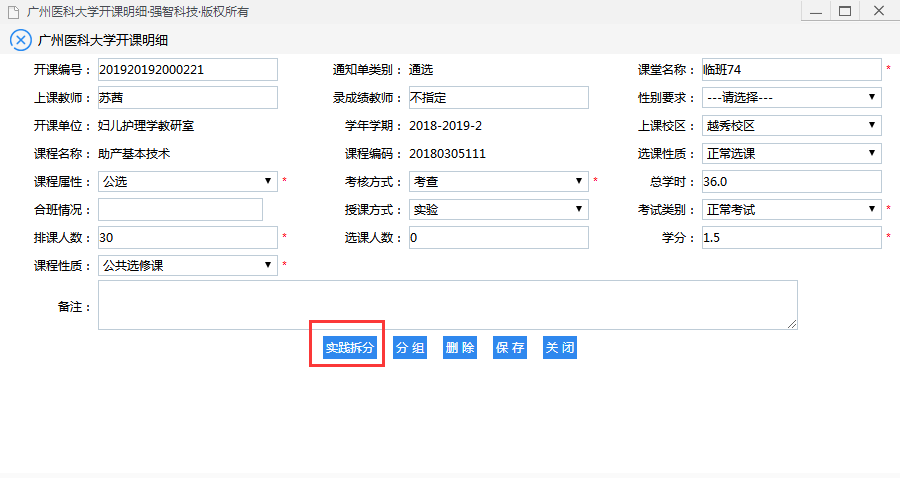 广州医科大学开课明细·强智科技·版权所有
广州医科大学开课明细
开课编号： 201920192000221 通知单类别： 通选 课堂名称： 临班74 *
上课教师： 苏茜 录成绩教师： 不指定 性别要求： ---请选择---
开课单位： 妇儿护理学教研室 学年学期： 2018-2019-2 上课校区： 越秀校区
课程名称： 助产基本技术 课程编码： 20180305111 选课性质： 正常选课
课程属性： 公选 * 考核方式： 考查 * 总学时： 36.0
合班情况： 授课方式： 实验 考试类别： 正常考试 *
排课人数： 30 * 选课人数： 0 学分： 1.5 *
课程性质： 公共选修课 *
备注：
实践拆分 分 组 删 除 保 存 关 闭